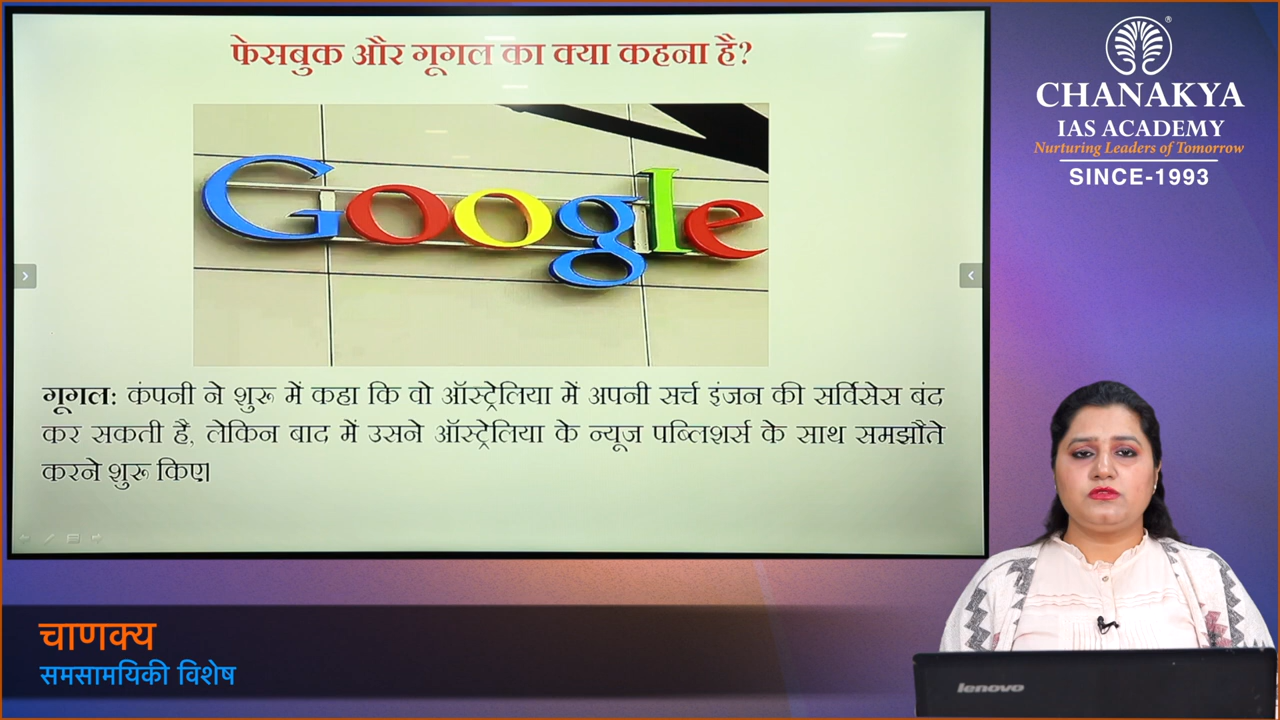 फेसबुक और गूगल का क्या कहना है?
Google
गूगल: कंपनी ने शुरू में कहा कि वो ऑस्ट्रेलिया में अपनी सर्च इंजन की सर्विसेस बंद
कर सकती हैं, लेकिन बाद में उसने ऑस्ट्रेलिया के न्यूज पब्लिशर्स के साथ समझौते
करने शुरू किए।
CHANAKYA
IAS ACADEMY
Nurturing Leaders of Tomorrow
SINCE-1993
चाणक्य
समसामयिकी विशेष
lenovo